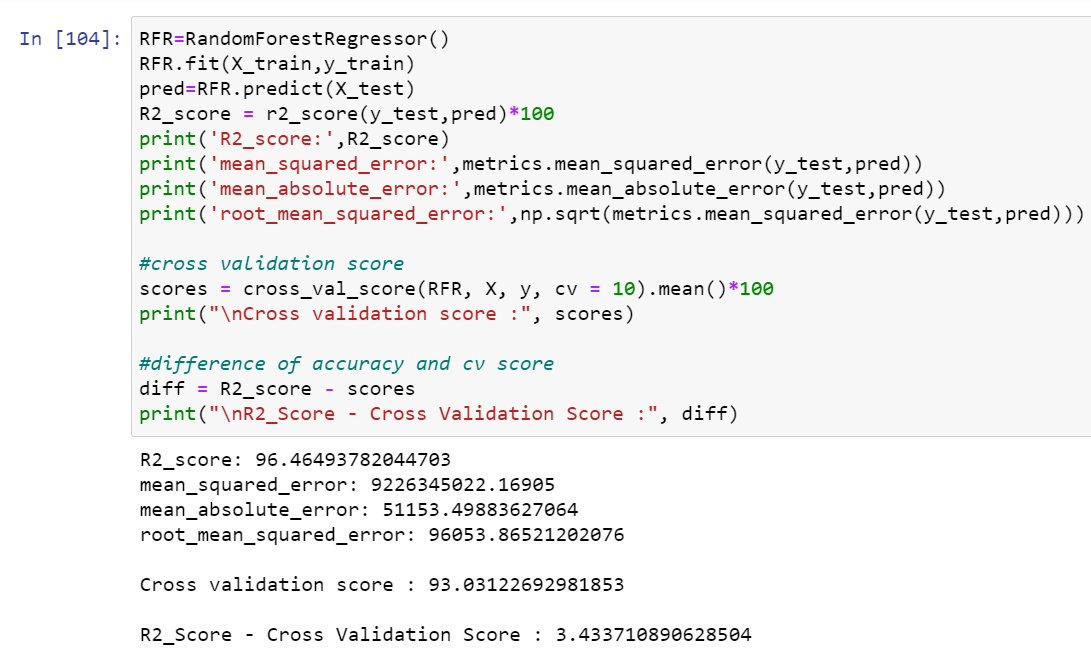 In [104]: RFR=RandomForestRegressor()
RFR.fit(X_train,y_train)
pred=RFR.predict(X_test)
R2_score = r2_score(y_test,pred)*100
print('R2_score:',R2_score)
print('mean_squared_error:',metrics.mean_squared_error(y_test,pred))
print('mean_absolute_error:',metrics.mean_absolute_error(y_test,pred))
print('root_mean_squared_error:',np.sqrt(metrics.mean_squared_error(y_test,pred)))
#cross validation score
scores = cross_val_score(RFR, X, y, cv = 10).mean()*100
print("\nCross validation score :", scores)
#difference of accuracy and cv score
diff = R2_score - scores
print("\nR2_Score - Cross Validation Score :", diff)
R2_score: 96.46493782044703
mean_squared_error: 9226345022.16905
mean_absolute_error: 51153.49883627064
root_mean_squared_error: 96053.86521202076
Cross validation score : 93.03122692981853
R2_Score - Cross Validation Score : 3.433710890628504